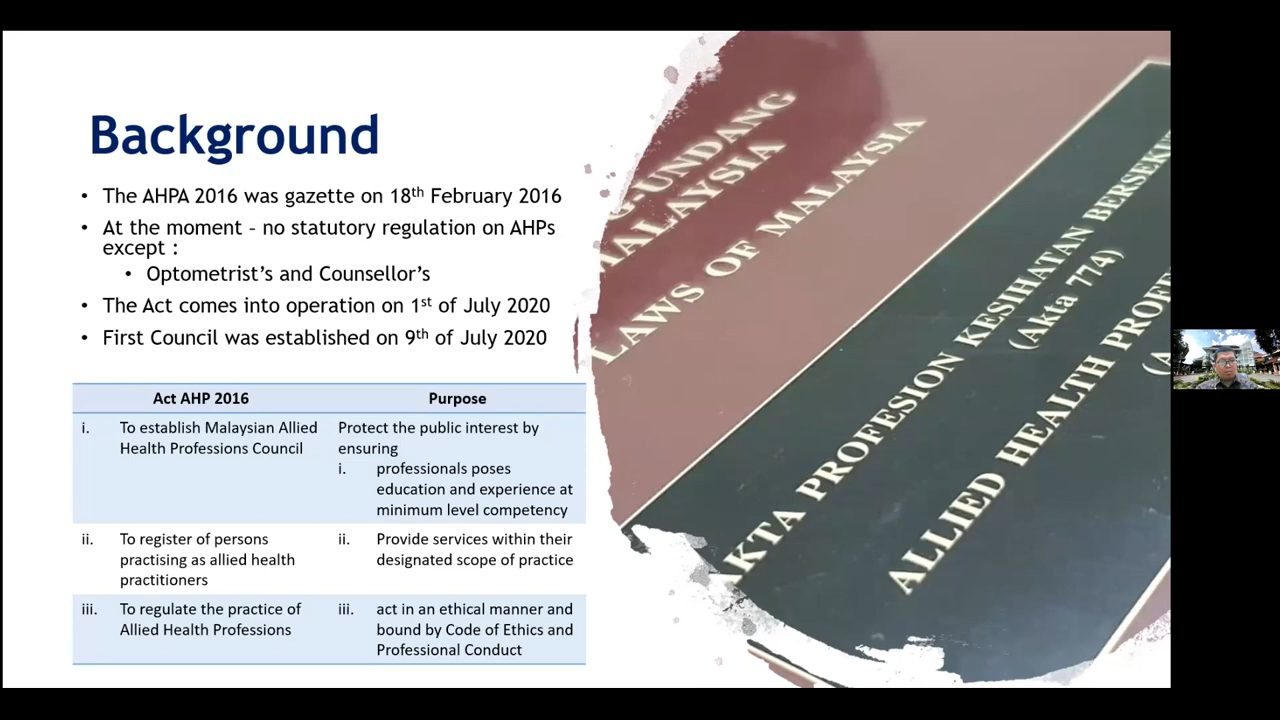 Background
• The AHPA 2016 was gazette on 18th February 2016
• At the moment – no statutory regulation on AHPs
except :
• Optometrist's and Counsellor's
• The Act comes into operation on 1st of July 2020
• First Council was established on 9th of July 2020
Act AHP 2016
Purpose
i. To establish Malaysian Allied
Health Professions Council
Protect the public interest by
ensuring
i. professionals poses
education and experience at
minimum level competency
ii. To register of persons
practising as allied health
practitioners
ii. Provide services within their
designated scope of practice
iii. To regulate the practice of
Allied Health Professions
iii. act in an ethical manner and
bound by Code of Ethics and
Professional Conduct
LAWS OF MALAYSIA
AKTA PROFESION KESIHATAN
(Akta 774)
ALLIED HEALTH